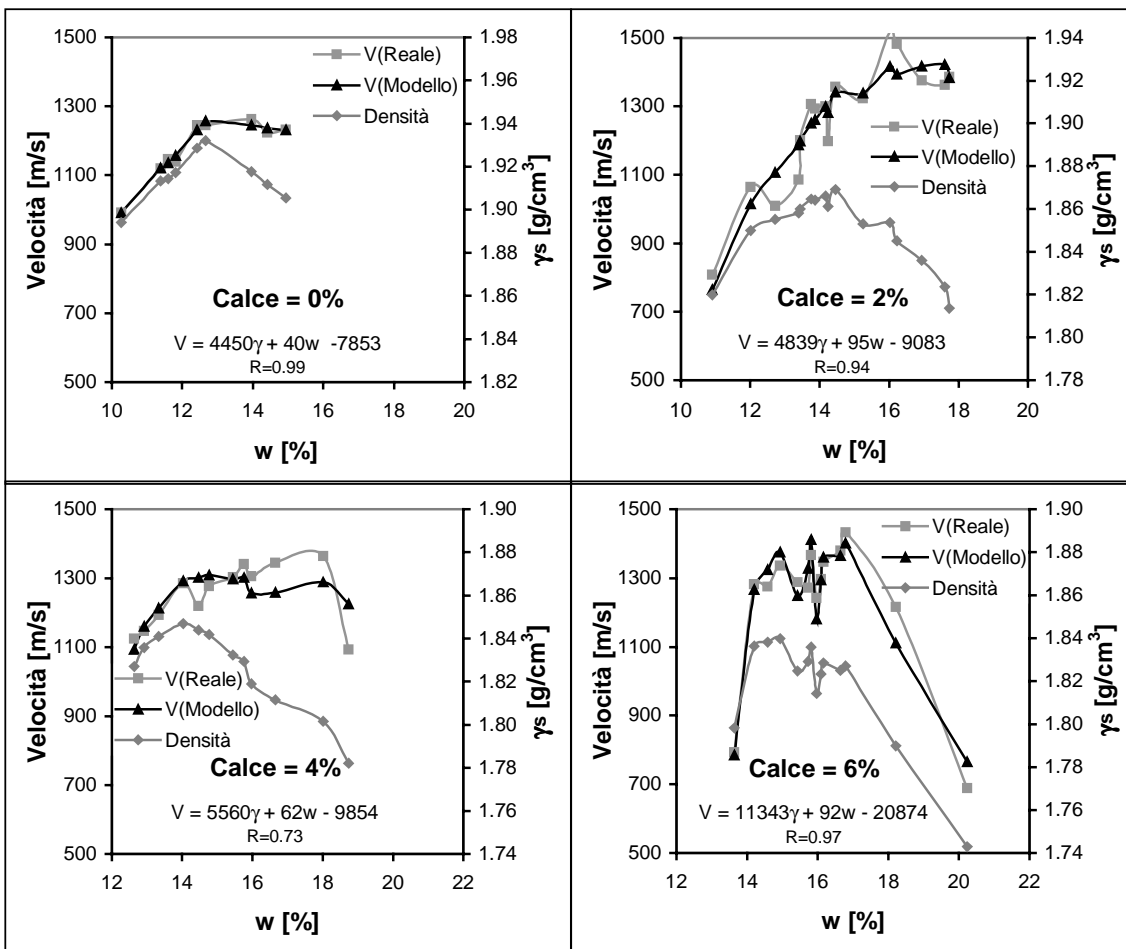 1500
1300
1100
900
700
500
Velocità [m/s]
V(Reale)
V(Modello)
Densità
Calce = 0%
V = 4450γ + 40w -7853
R=0.99
1.98
1.96
1.94
1.92
1.90
1.88
1.86
1.84
1.82
γs [g/cm³]
10 12 14 16 18 20
w [%]
1500
1300
1100
900
700
500
Velocità [m/s]
V(Reale)
V(Modello)
Densità
Calce = 2%
V = 4839γ + 95w - 9083
R=0.94
1.94
1.92
1.90
1.88
1.86
1.84
1.82
1.80
1.78
γs [g/cm³]
10 12 14 16 18 20
w [%]
1500
1300
1100
900
700
500
Velocità [m/s]
V(Reale)
V(Modello)
Densità
Calce = 4%
V = 5560γ + 62w - 9854
R=0.73
1.90
1.88
1.86
1.84
1.82
1.80
1.78
1.76
1.74
γs [g/cm³]
12 14 16 18 20 22
w [%]
1500
1300
1100
900
700
500
Velocità [m/s]
V(Reale)
V(Modello)
Densità
Calce = 6%
V = 11343γ + 92w - 20874
R=0.97
1.90
1.88
1.86
1.84
1.82
1.80
1.78
1.76
1.74
γs [g/cm³]
12 14 16 18 20 22
w [%]